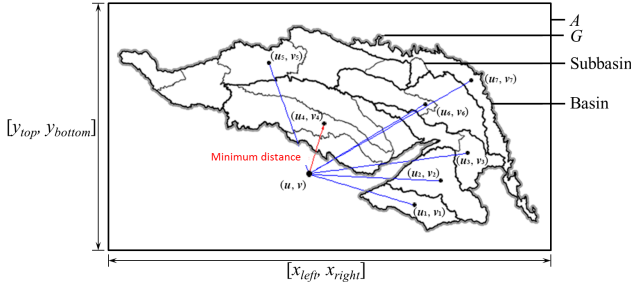 A
G
(u5, v5)
Subbasin
(u7, v7)
Basin
(u6, v6)
(u4, v4)
[ytop, ybottom]
Minimum distance
(u3, v3)
(u2, v2)
(u, v)
(u1, v1)
[xleft, xright]